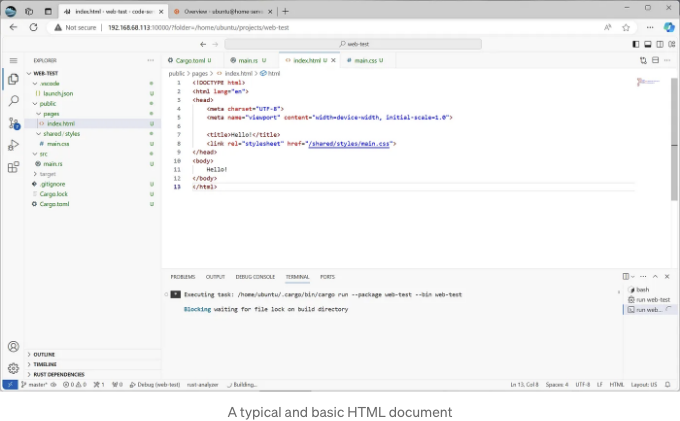 index.html - web-test - code-se
Overview - ubuntu@home-serve
Not secure
192.168.68.113:10000/?folder=/home/ubuntu/projects/web-test
web-test
EXPLORER
WEB-TEST
.vscode
launch.json
public
pages
index.html
shared / styles
main.css
src
main.rs
target
.gitignore
Cargo.lock
Cargo.toml
OUTLINE
TIMELINE
RUST DEPENDENCIES
Cargo.toml U
main.rs U
index.html U
main.css U
public > pages > index.html > html
1 <!DOCTYPE html>
2 <html lang="en">
3 <head>
4 <meta charset="UTF-8">
5 <meta name="viewport" content="width=device-width, initial-scale=1.0">
6
7 <title>Hello!</title>
8 <link rel="stylesheet" href="/shared/styles/main.css">
9 </head>
10 <body>
11 Hello!
12 </body>
13 </html>
PROBLEMS OUTPUT DEBUG CONSOLE TERMINAL PORTS
* Executing task: /home/ubuntu/.cargo/bin/cargo run --package web-test --bin web-test
Blocking waiting for file lock on build directory
bash
run web-test
run web...
master* 0 0 1 0 Debug (web-test) rust-analyzer Building...
Ln 13, Col 8 Spaces: 4 UTF-8 LF HTML Layout: US
A typical and basic HTML document